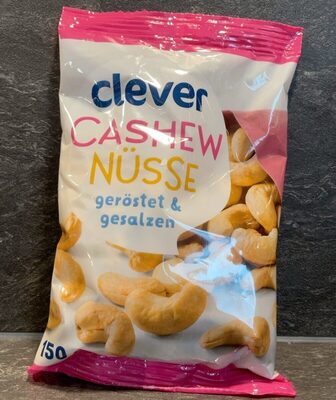 clever
CASHEW
NÜSSE
geröstet &
gesalzen
150